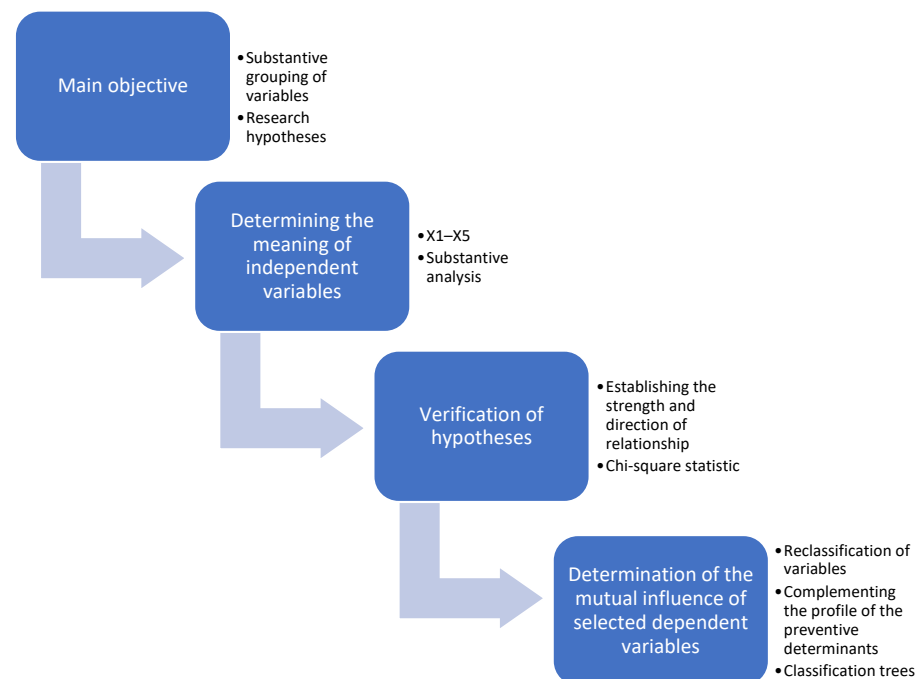 Main objective
•Substantive
grouping of
variables
•Research
hypotheses
Determining the
meaning of
independent
variables
•X1–X5
•Substantive
analysis
Verification of
hypotheses
•Establishing the
strength and
direction of
relationship
•Chi-square statistic
Determination of the
mutual influence of
selected dependent
variables
•Reclassification of
variables
•Complementing
the profile of the
preventive
determinants
•Classification trees